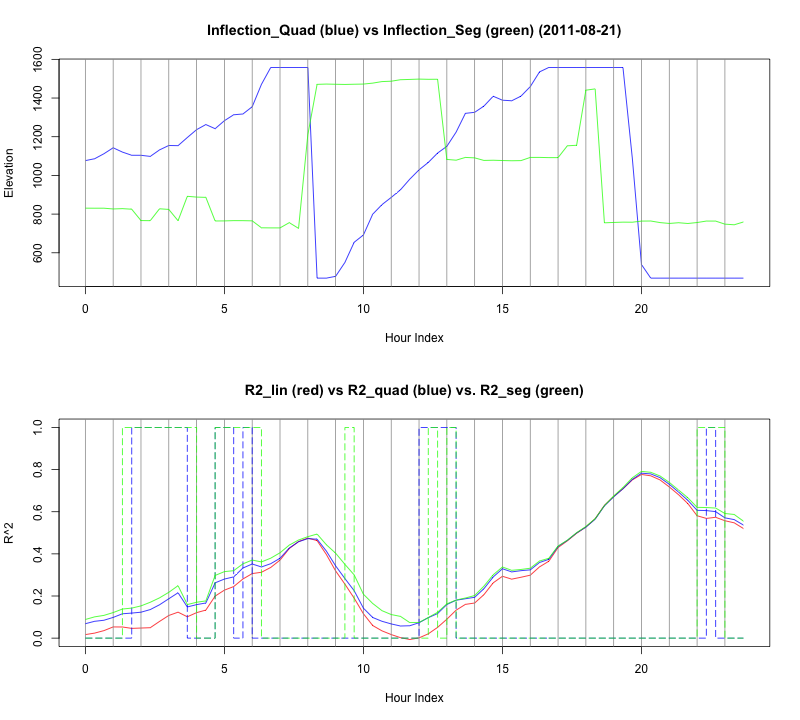 Inflection_Quad (blue) vs Inflection_Seg (green) (2011-08-21)
Elevation
1600
1400
1200
1000
800
600
0 5 10 15 20
Hour Index
R2_lin (red) vs R2_quad (blue) vs. R2_seg (green)
R^2
1.0
0.8
0.6
0.4
0.2
0.0
0 5 10 15 20
Hour Index